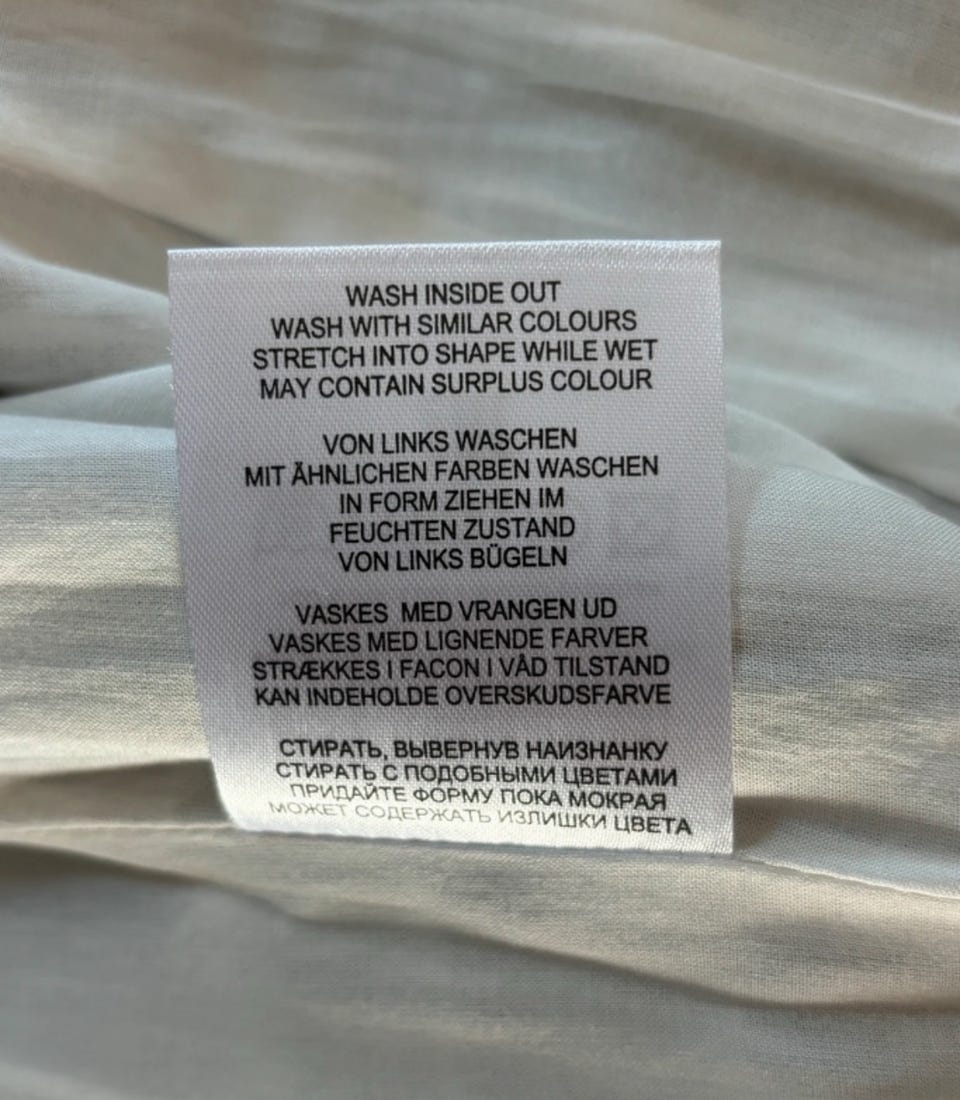 WASH INSIDE OUT
WASH WITH SIMILAR COLOURS
STRETCH INTO SHAPE WHILE WET
MAY CONTAIN SURPLUS COLOUR
VON LINKS WASCHEN
MIT ÄHNLICHEN FARBEN WASCHEN
IN FORM ZIEHEN IM
FEUCHTEN ZUSTAND
VON LINKS BÜGELN
VASKES MED VRANGEN UD
VASKES MED LIGNENDE FARVER
STRÆKKES I FACON I VÅD TILSTAND
KAN INDEHOLDE OVERSKUDSFARVE
СТИРАТЬ, ВЫВЕРНУВ НАИЗНАНКУ
СТИРАТЬ С ПОДОБНЫМИ ЦВЕТАМИ
ПРИДАЙТЕ ФОРМУ ПОКА МОКРАЯ
МОЖЕТ СОДЕРЖАТЬ ИЗЛИШКИ ЦВЕТА